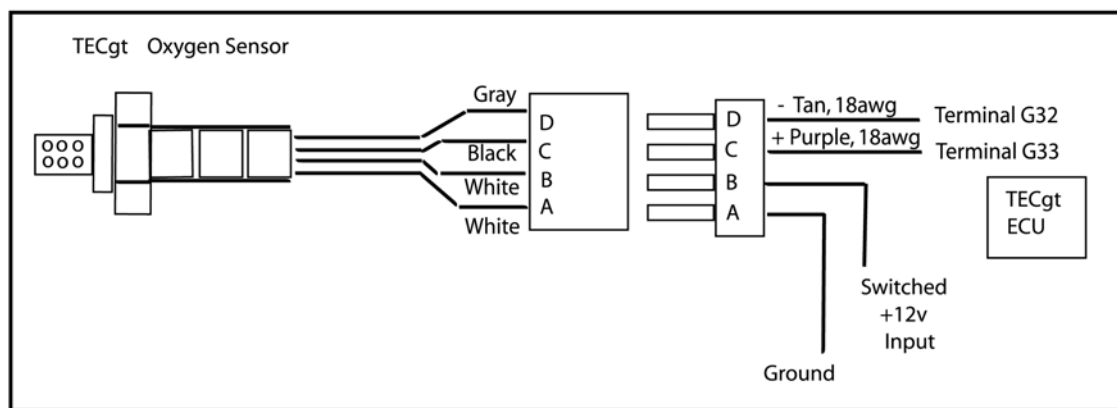 TECgt Oxygen Sensor
Gray
Black
White
White
D
C
B
A
D
C
B
A
- Tan, 18awg
+ Purple, 18awg
Terminal G32
Terminal G33
TECgt
ECU
Switched
+12v
Input
Ground